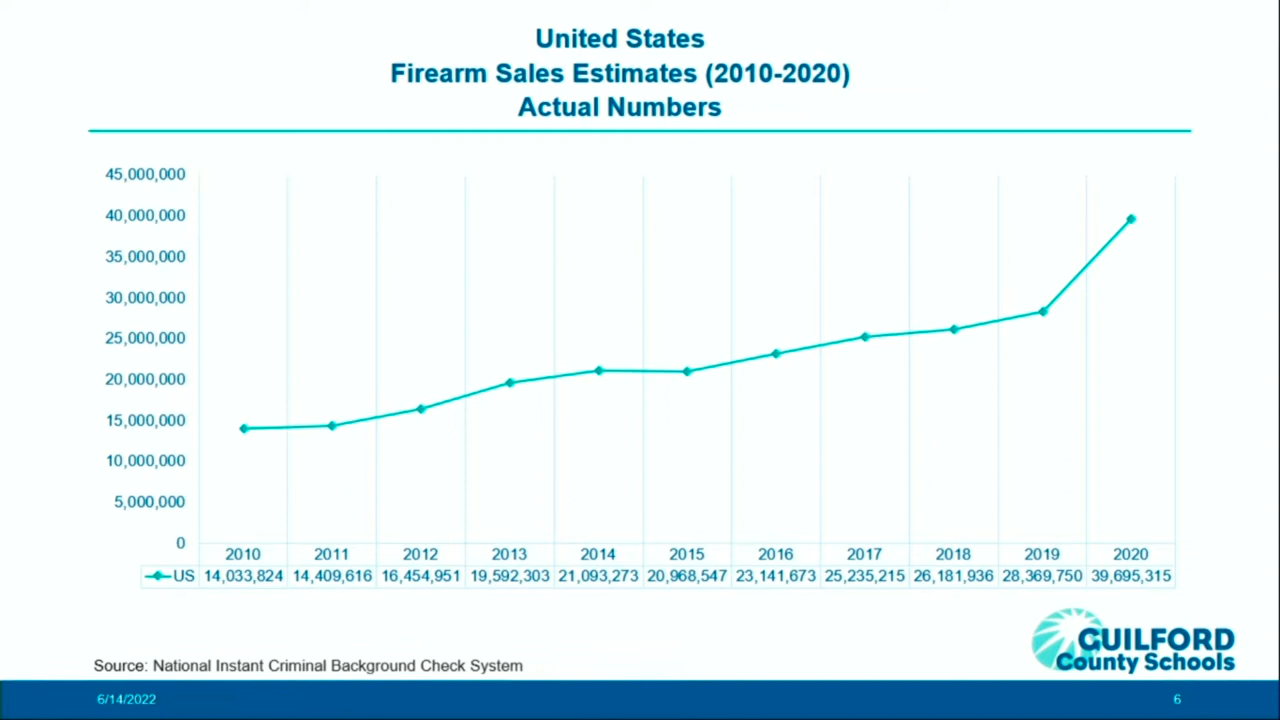 United States
Firearm Sales Estimates (2010-2020)
Actual Numbers
45,000,000
40,000,000
35,000,000
30,000,000
25,000,000
20,000,000
15,000,000
10,000,000
5,000,000
0
2010 2011 2012 2013 2014 2015 2016 2017 2018 2019 2020
US 14,033,824 14,409,616 16,454,951 19,592,303 21,093,273 20,968,547 23,141,673 25,235,215 26,181,936 28,369,750 39,695,315
GUILFORD
County Schools
Source: National Instant Criminal Background Check System
6/14/2022 6